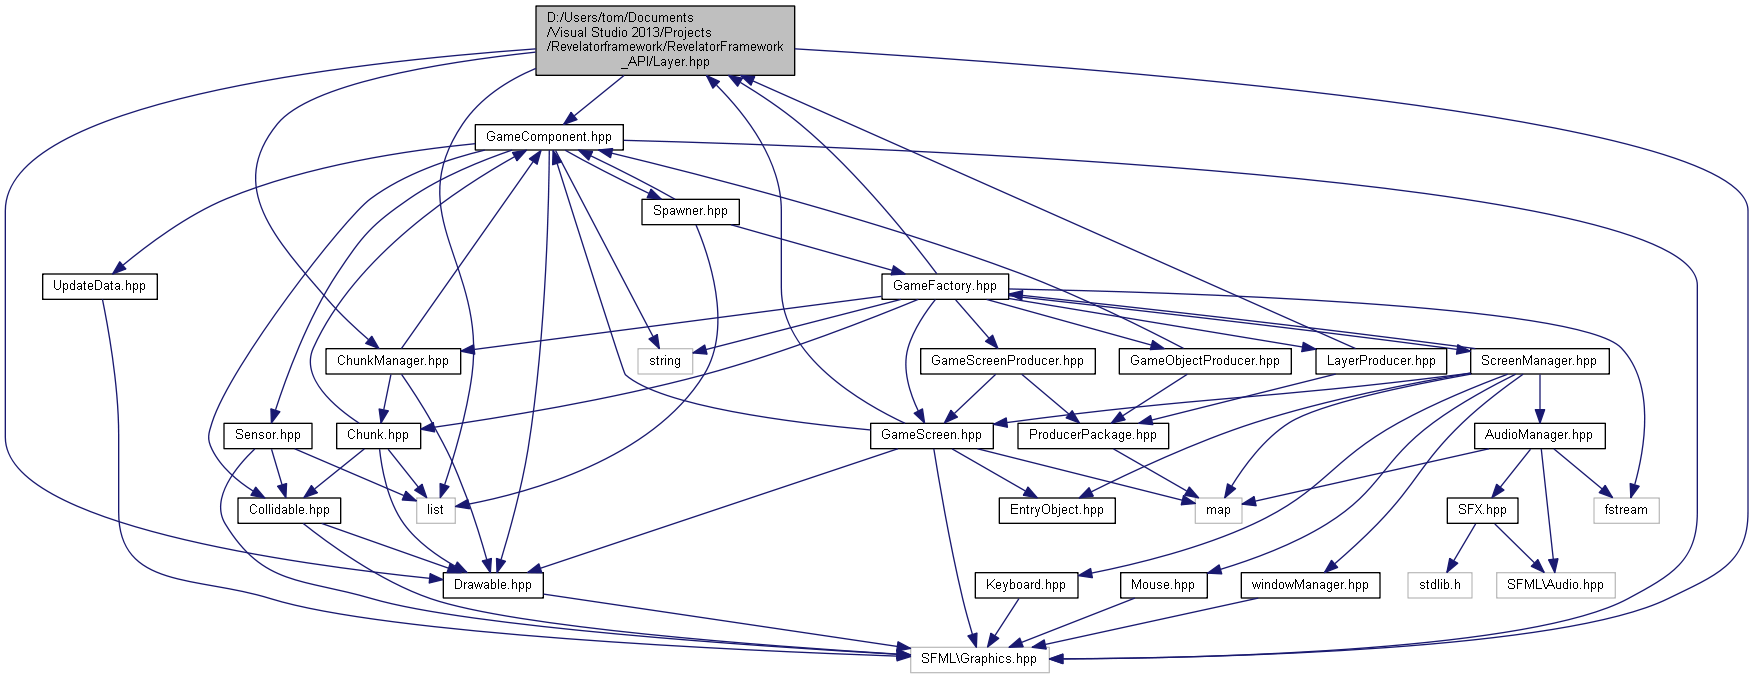 D:/Users/tom/Documents
/Visual Studio 2013/Projects
/Revelatorframework/RevelatorFramework
_API/Layer.hpp
GameComponent.hpp
Spawner.hpp
UpdateData.hpp
GameFactory.hpp
ChunkManager.hpp
string
GameScreenProducer.hpp
GameObjectProducer.hpp
LayerProducer.hpp
ScreenManager.hpp
Sensor.hpp
Chunk.hpp
GameScreen.hpp
ProducerPackage.hpp
AudioManager.hpp
Collidable.hpp
list
EntryObject.hpp
map
SFX.hpp
fstream
Drawable.hpp
Keyboard.hpp
Mouse.hpp
windowManager.hpp
stdlib.h
SFML\Audio.hpp
SFML\Graphics.hpp